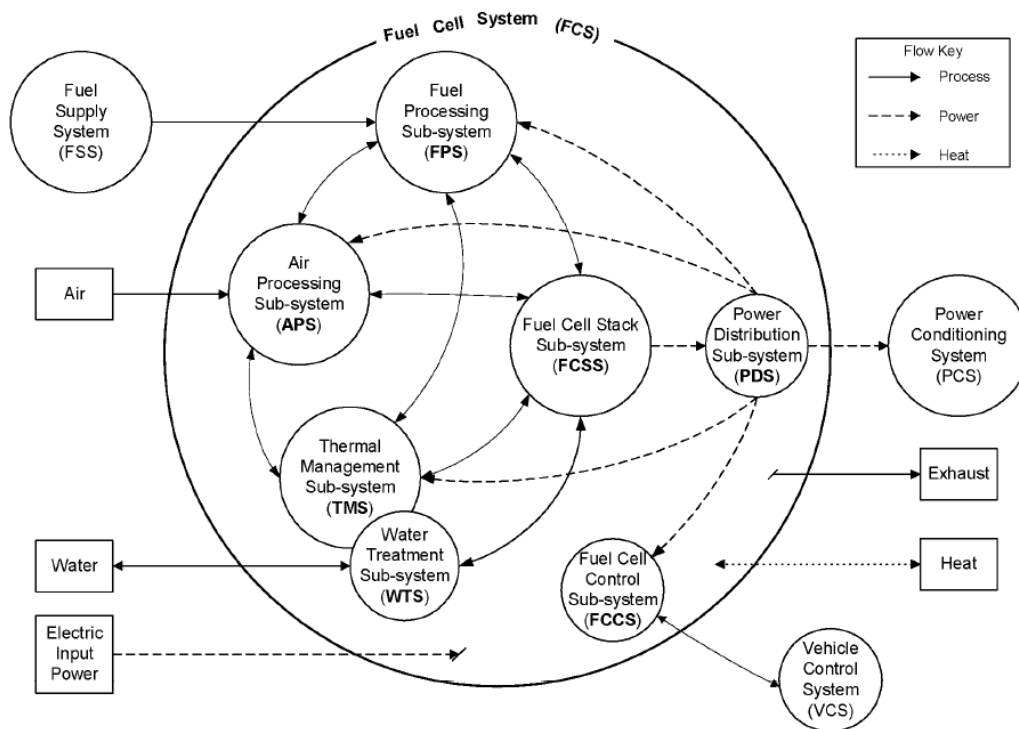 Fuel Cell System (FCS)
Fuel
Supply
System
(FSS)
Fuel
Processing
Sub-system
(FPS)
Flow Key
Process
Power
Heat
Air
Air
Processing
Sub-system
(APS)
Fuel Cell Stack
Sub-system
(FCSS)
Power
Distribution
Sub-system
(PDS)
Power
Conditioning
System
(PCS)
Thermal
Management
Sub-system
(TMS)
Exhaust
Water
Water
Treatment
Sub-system
(WTS)
Fuel Cell
Control
Sub-system
(FCCS)
Heat
Electric
Input
Power
Vehicle
Control
System
(VCS)